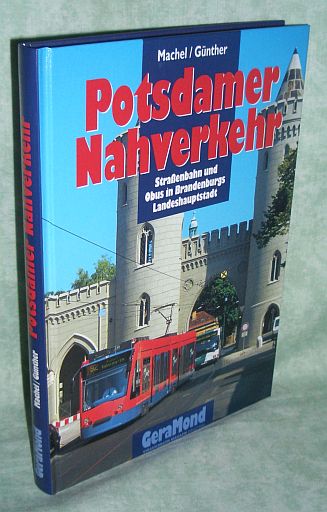 Machel / Günther
Potsdamer
Nahverkehr
Straßenbahn und
Obus in Brandenburgs
Landeshauptstadt
GeraMond
Machel / Günther
Potsdamer Nahverkehr
GeraMond